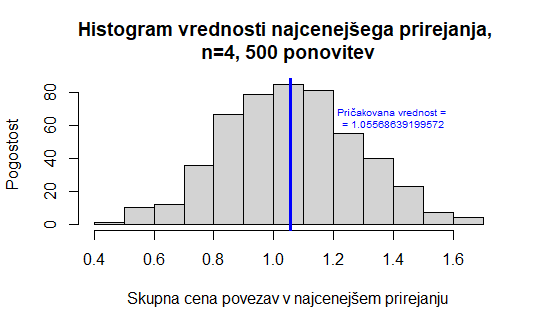 Histogram vrednosti najcenejšega prirejanja,
n=4, 500 ponovitev
Pogostost
80
60
40
20
0
Pričakovana vrednost =
= 1.05568639199572
0.4 0.6 0.8 1.0 1.2 1.4 1.6
Skupna cena povezav v najcenejšem prirejanju